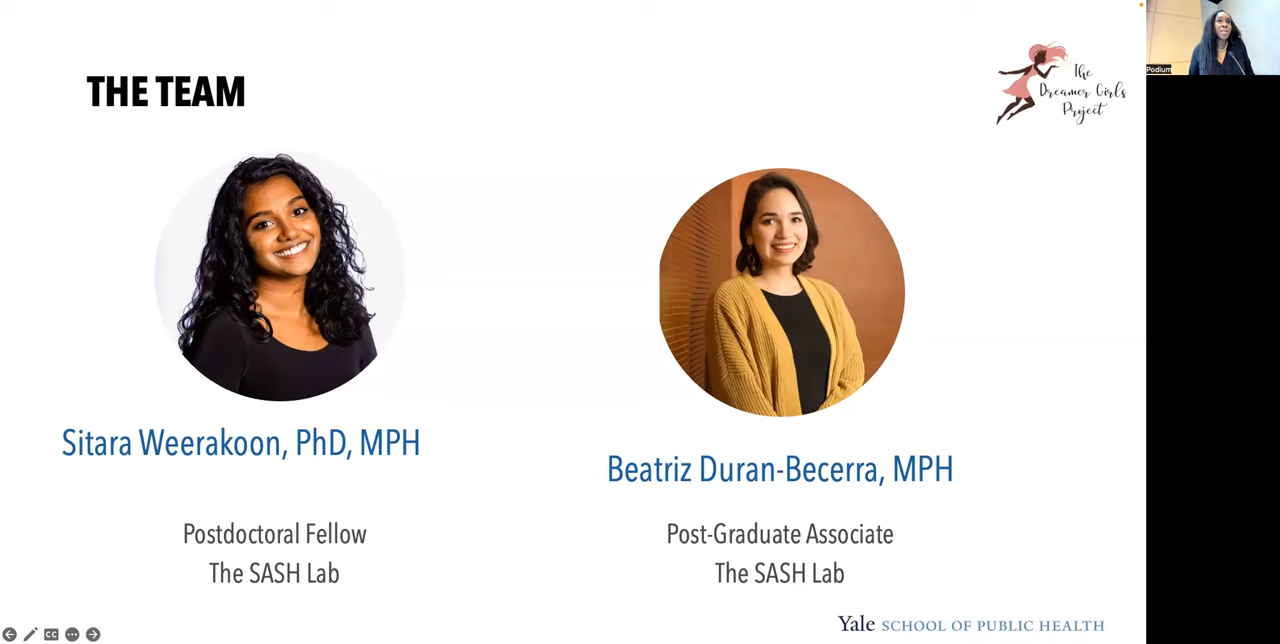 THE TEAM
The
Dreamer Girls
Project
Podium
Sitara Weerakoon, PhD, MPH
Postdoctoral Fellow
The SASH Lab
Beatriz Duran-Becerra, MPH
Post-Graduate Associate
The SASH Lab
Yale SCHOOL OF PUBLIC HEALTH
CC